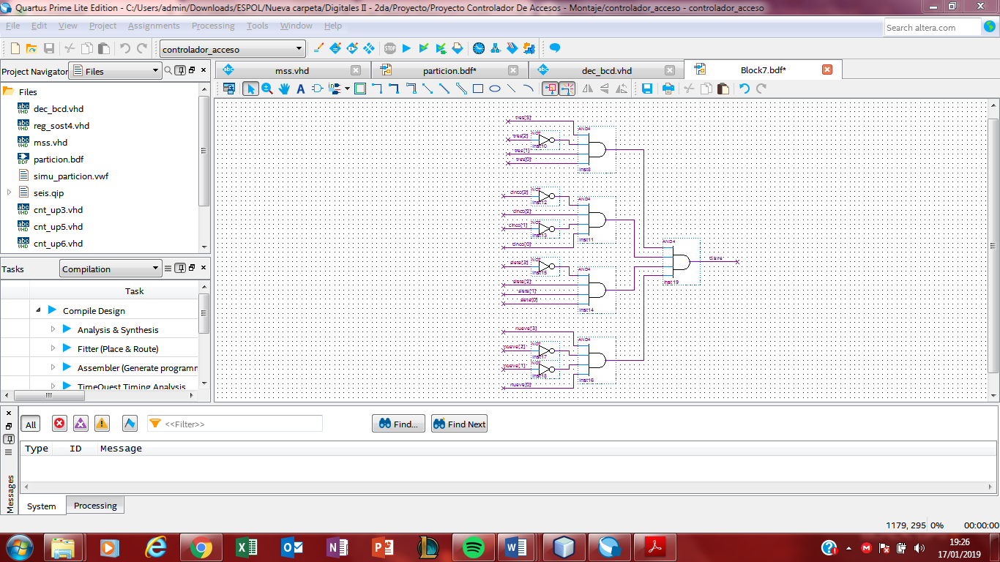 Quartus Prime Lite Edition - C:/Users/admin/Downloads/ESPOL/Nueva carpeta/Digitales II - 2da/Proyecto/Proyecto Controlador De Accesos - Montaje/controlador_acceso - controlador_acceso
File Edit View Project Assignments Processing Tools Window Help
Search altera.com
controlador_acceso
STOP
Project Navigator Files
mss.vhd particion.bdf* dec_bcd.vhd Block7.bdf*
Files
dec_bcd.vhd
reg_sost4.vhd
mss.vhd
particion.bdf
simu_particion.vwf
seis.qip
cnt_up3.vhd
cnt_up5.vhd
cnt_up6.vhd
Tasks Compilation
Task
Compile Design
Analysis & Synthesis
Fitter (Place & Route)
Assembler (Generate programm
TimeQuest Timing Analysis
tres[3]
AND4
NOT
tres[2]
inst10
tres[1]
tres[0]
inst8
NOT
cinco[3]
inst12
AND4
cinco[2]
NOT
cinco[1]
inst13
inst11
cinco[0]
NOT
siete[3]
inst15
AND4
siete[2]
siete[1]
siete[0]
inst14
AND4
clave
inst19
nueve[3]
AND4
NOT
nueve[2]
inst17
NOT
nueve[1]
inst18
inst16
nueve[0]
All
<<Filter>>
Find... Find Next
Type ID Message
Messages
System Processing
1179, 295 0% 00:00:00
19:26
17/01/2019